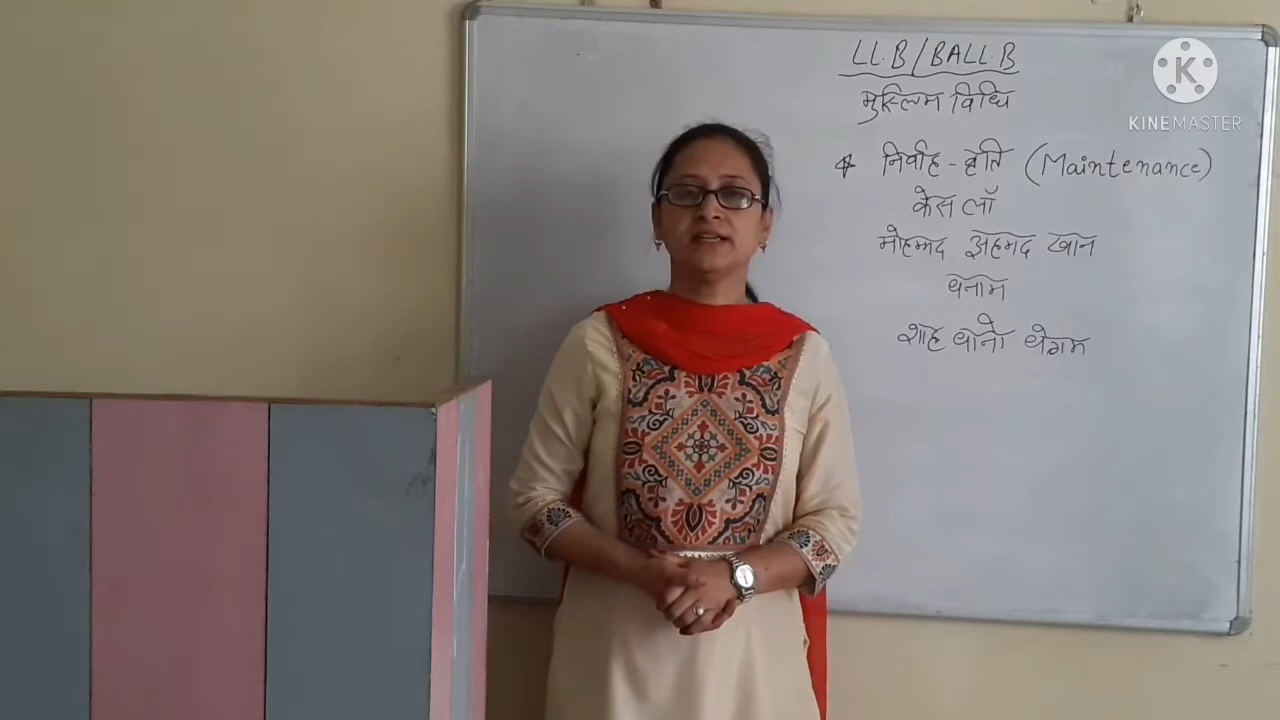 LL.B/BALL.B
मुस्लिम विधि
* निर्वाह-वृति (Maintenance)
केस लॉ
मोहम्मद अहमद खान
बनाम
शाह बानो बेगम
K
KINEMASTER